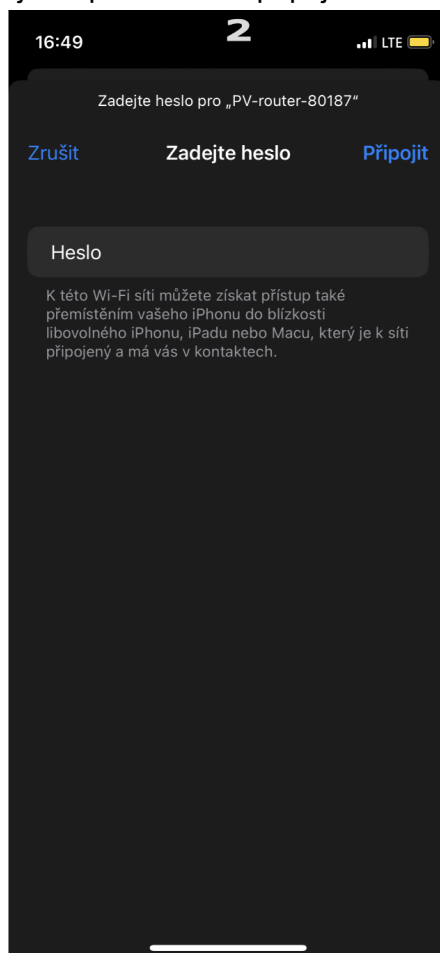 2
16:49 LTE
Zadejte heslo pro „PV-router-80187“
Zrušit Zadejte heslo Připojit
Heslo
K této Wi-Fi síti můžete získat přístup také
přemístěním vašeho iPhonu do blízkosti
libovolného iPhonu, iPadu nebo Macu, který je k síti
připojený a má vás v kontaktech.